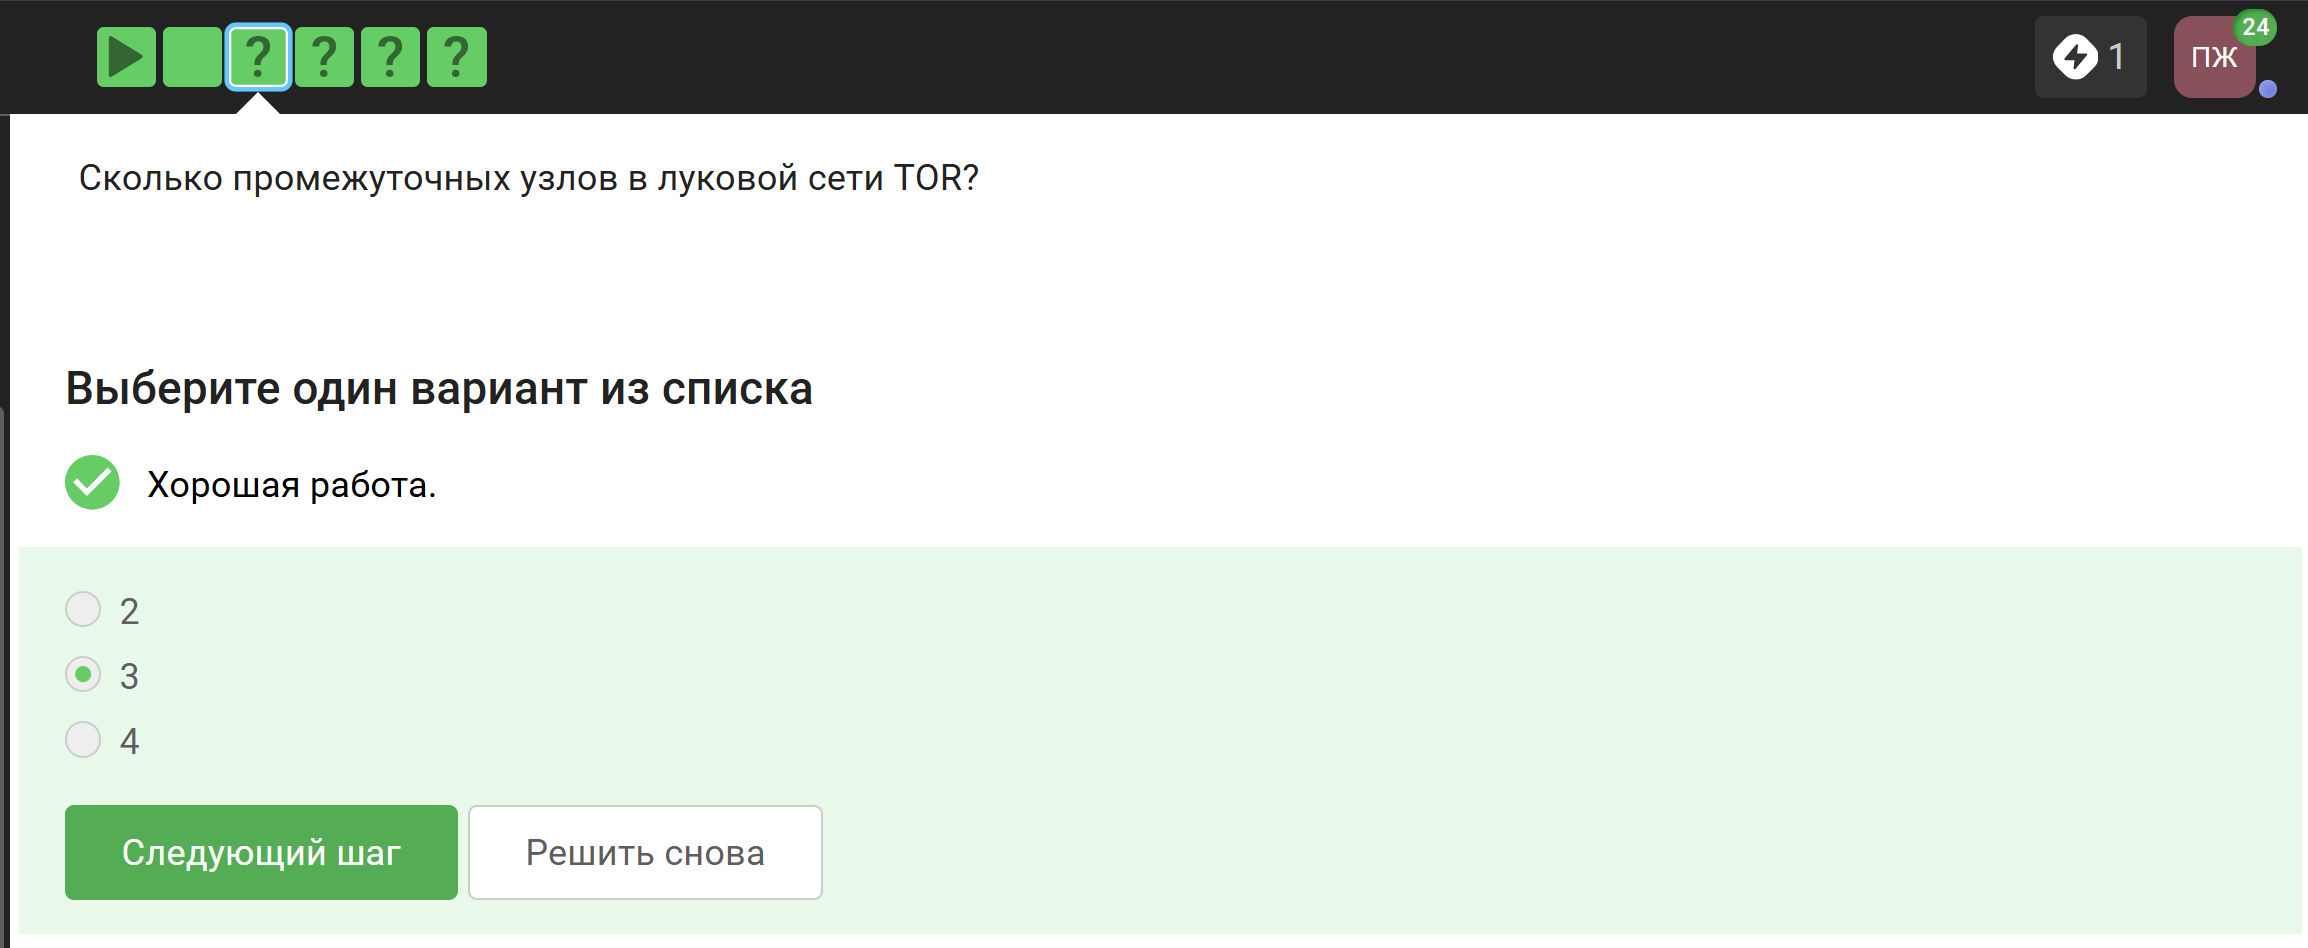 ? ? ? ?
1
24
ПЖ
Сколько промежуточных узлов в луковой сети TOR?
Выберите один вариант из списка
Хорошая работа.
2
3
4
Следующий шаг
Решить снова